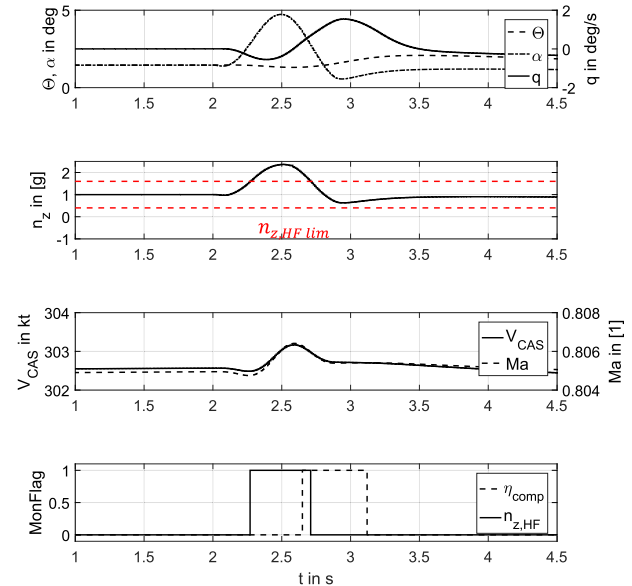 Θ, α in deg
5
0
1 1.5 2 2.5 3 3.5 4 4.5
2
0
-2
q in deg/s
Θ
α
q
n_z in [g]
2
1
0
-1
1 1.5 2 2.5 3 3.5 4 4.5
n_z,HF lim
V_CAS in kt
304
303
302
1 1.5 2 2.5 3 3.5 4 4.5
0.808
0.806
0.804
Ma in [1]
V_CAS
Ma
MonFlag
1
0.5
0
1 1.5 2 2.5 3 3.5 4 4.5
η_comp
n_z,HF
t in s